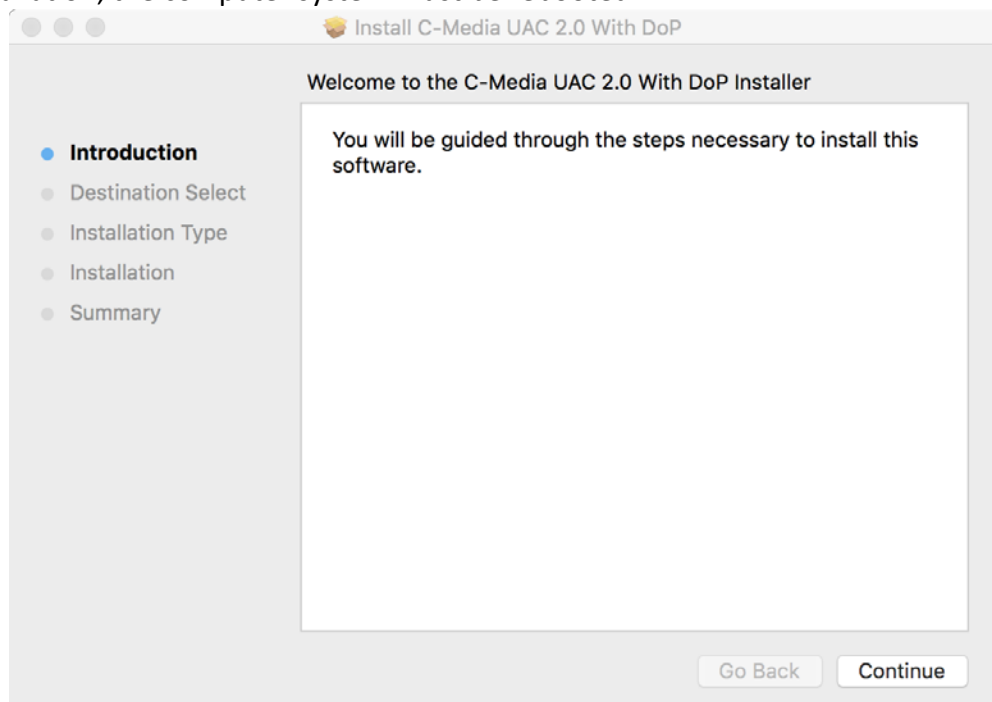 Install C-Media UAC 2.0 With DoP
Welcome to the C-Media UAC 2.0 With DoP Installer
You will be guided through the steps necessary to install this
software.
Introduction
Destination Select
Installation Type
Installation
Summary
Go Back
Continue